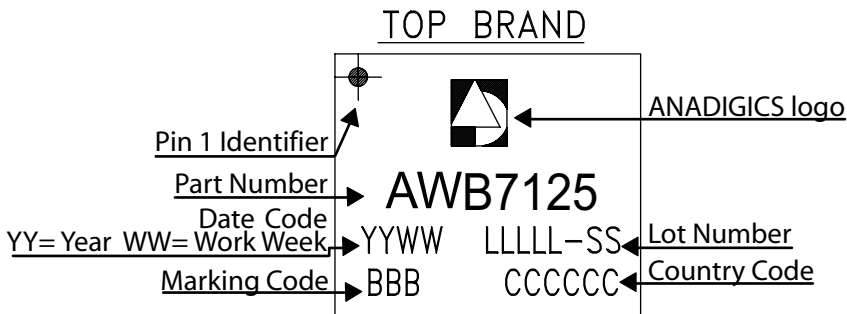 TOP BRAND
ANADIGICS logo
Pin 1 Identifier
Part Number
AWB7125
Date Code
YY= Year WW= Work Week
YYWW LLLLL-SS
Lot Number
Marking Code
BBB CCCCCC
Country Code